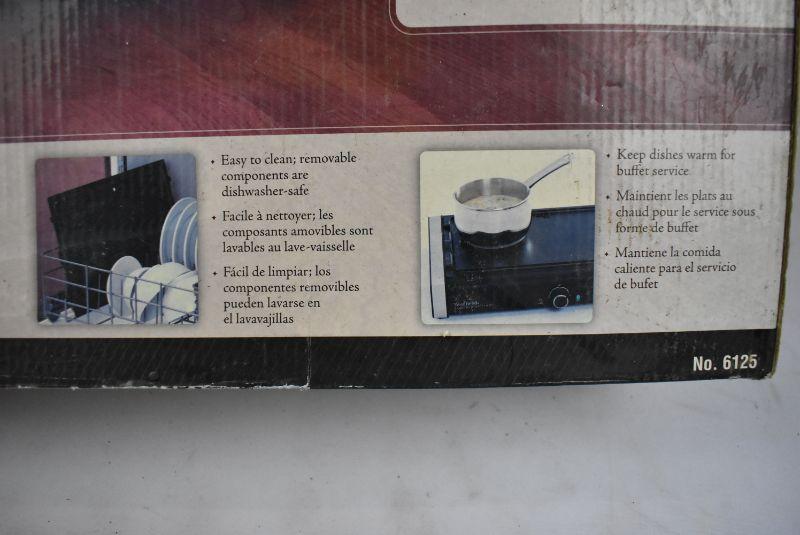 • Easy to clean; removable
components are
dishwasher-safe
• Facile à nettoyer; les
composants amovibles sont
lavables au lave-vaisselle
• Fácil de limpiar; los
componentes removibles
pueden lavarse en
el lavavajillas
• Keep dishes warm for
buffet service
• Maintient les plats au
chaud pour le service sous
forme de buffet
• Mantiene la comida
caliente para el servicio
de bufet
No. 6125